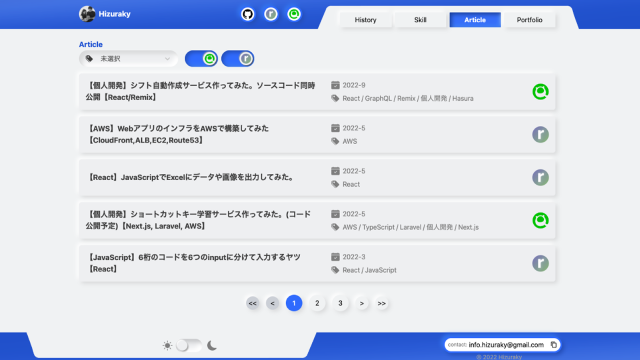 Hizuraky
History
Skill
Article
Portfolio
Article
未選択
【個人開発】シフト自動作成サービス作ってみた。ソースコード同時
公開【React/Remix】
2022-9
React / GraphQL / Remix / 個人開発 / Hasura
【AWS】WebアプリのインフラをAWSで構築してみた
【CloudFront,ALB,EC2,Route53】
2022-5
AWS
【React】JavaScriptでExcelにデータや画像を出力してみた。
2022-5
React
【個人開発】ショートカットキー学習サービス作ってみた。(コード
公開予定)【Next.js, Laravel, AWS】
2022-5
AWS / TypeScript / Laravel / 個人開発 / Next.js
【JavaScript】6桁のコードを6つのinputに分けて入力するヤツ
【React】
2022-3
React / JavaScript
<< < 1 2 3 > >>
contact: info.hizuraky@gmail.com
© 2022 Hizuraky